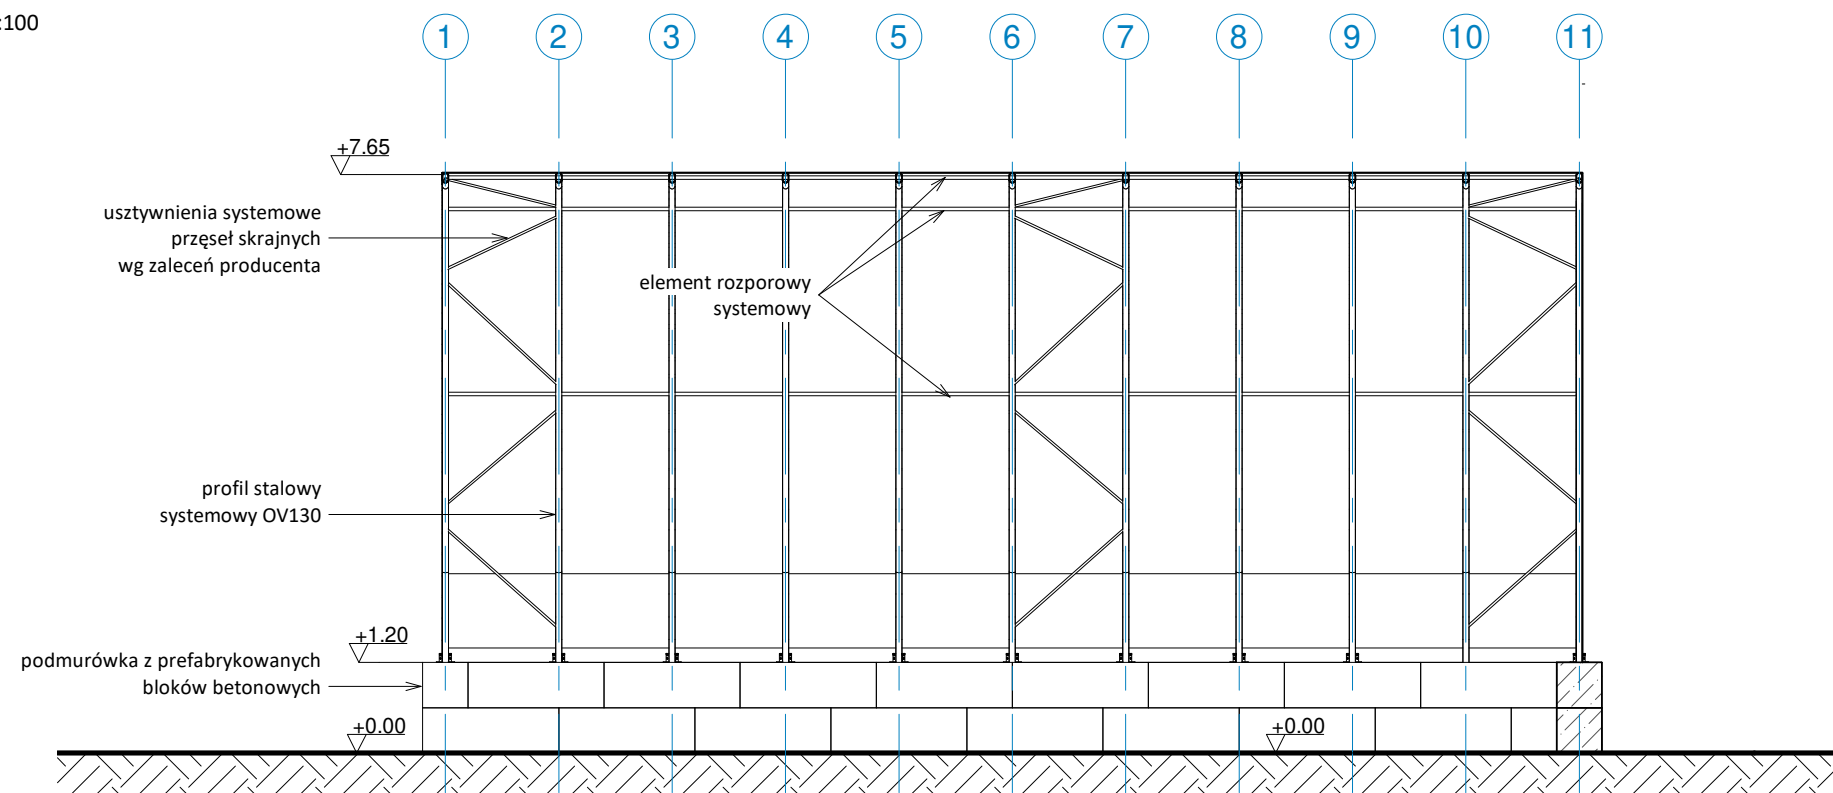 :100
1 2 3 4 5 6 7 8 9 10 11
+7.65
usztywnienia systemowe
przęseł skrajnych
wg zaleceń producenta
element rozporowy
systemowy
profil stalowy
systemowy OV130
+1.20
podmurówka z prefabrykowanych
bloków betonowych
+0.00
+0.00